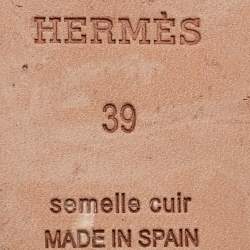 HERMÈS
39
semelle cuir
MADE IN SPAIN